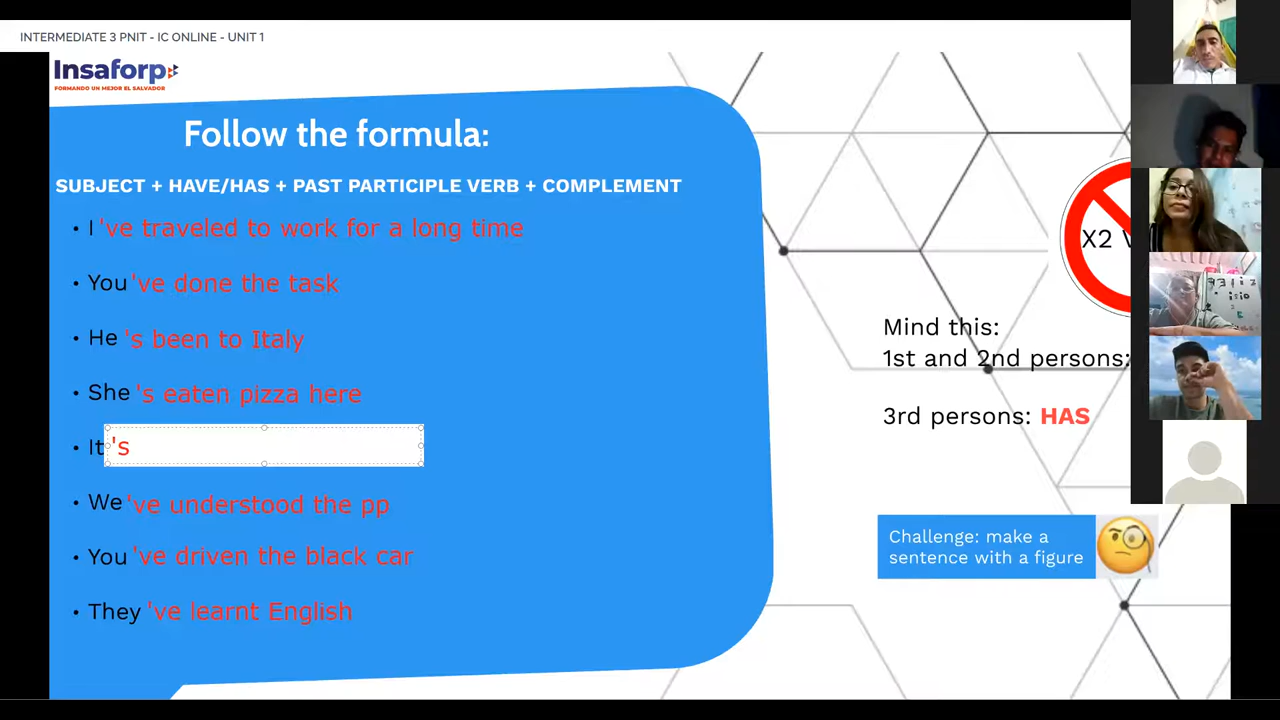 INTERMEDIATE 3 PNIT - IC ONLINE - UNIT 1
Insaforp
FORMANDO UN MEJOR EL SALVADOR
Follow the formula:
SUBJECT + HAVE/HAS + PAST PARTICIPLE VERB + COMPLEMENT
• I 've traveled to work for a long time
• You 've done the task
• He 's been to Italy
• She 's eaten pizza here
• It 's
• We 've understood the pp
• You 've driven the black car
• They 've learnt English
X2
Mind this:
1st and 2nd persons:
3rd persons: HAS
Challenge: make a
sentence with a figure